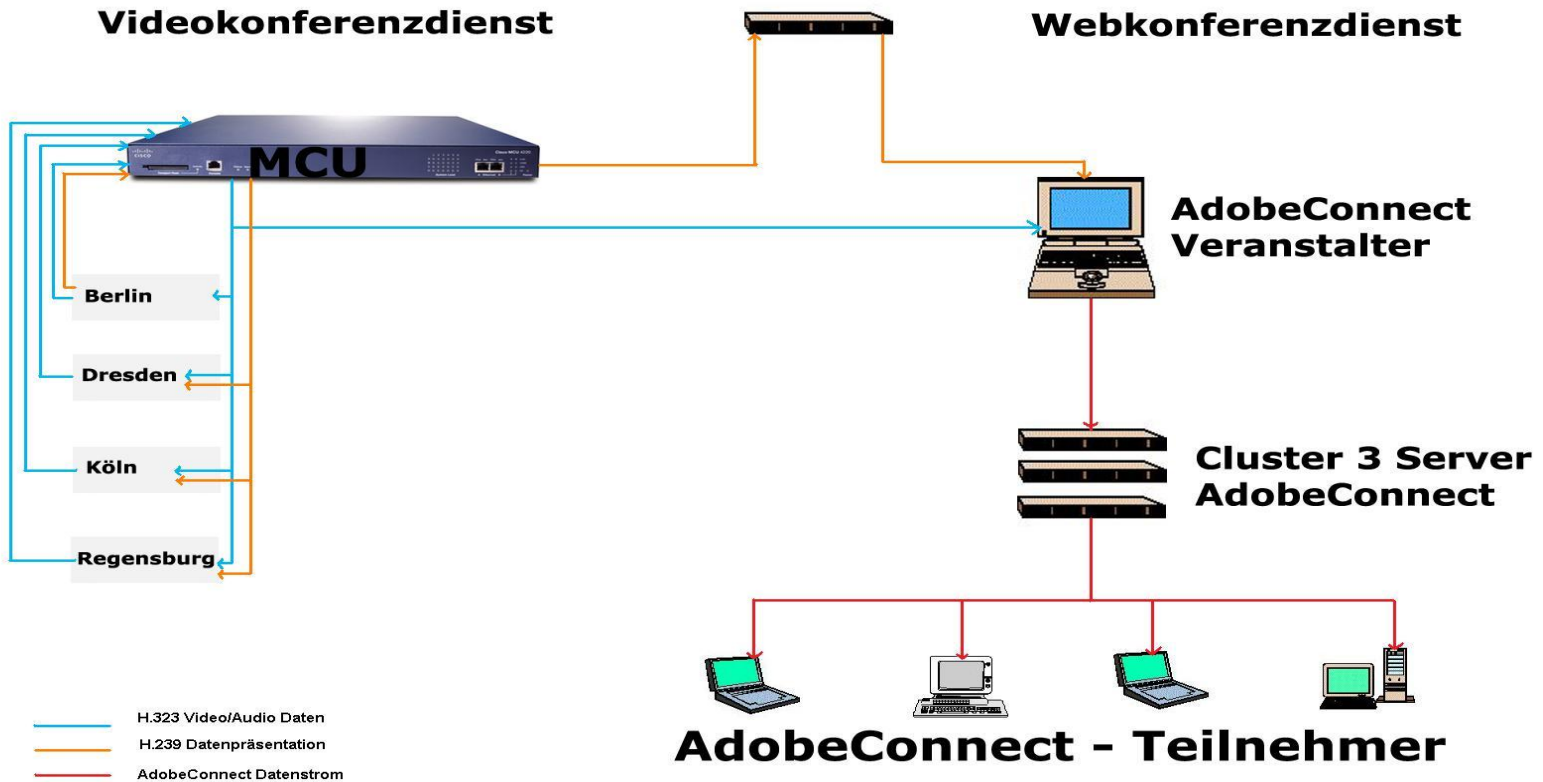 Videokonferenzdienst
Webkonferenzdienst
CISCO
MCU
AdobeConnect
Veranstalter
Berlin
Dresden
Köln
Regensburg
Cluster 3 Server
AdobeConnect
AdobeConnect - Teilnehmer
H.323 Video/Audio Daten
H.239 Datenpräsentation
AdobeConnect Datenstrom